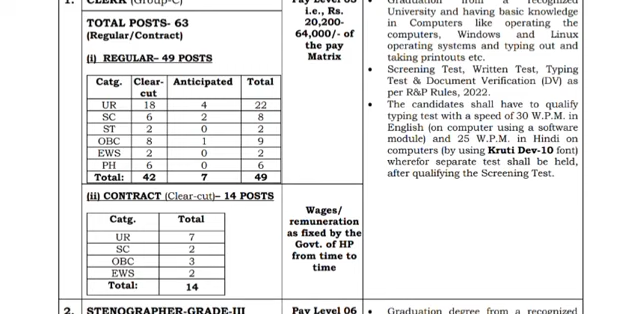 1. CLERK (Group-C)
TOTAL POSTS- 63
(Regular/Contract)
(i) REGULAR– 49 POSTS
Catg. Clear-cut Anticipated Total
UR 18 4 22
SC 6 2 8
ST 2 0 2
OBC 8 1 9
EWS 2 0 2
PH 6 0 6
Total: 42 7 49
(ii) CONTRACT (Clear-cut)– 14 POSTS
Catg. Total
UR 7
SC 2
OBC 3
EWS 2
Total: 14
i.e., Rs.
20,200-
64,000/- of
the pay
Matrix
Wages/
remuneration
as fixed by the
Govt. of HP
from time to
time
• Graduation from a recognized
University and having basic knowledge
in Computers like operating the
computers, Windows and Linux
operating systems and typing out and
taking printouts etc.
• Screening Test, Written Test, Typing
Test & Document Verification (DV) as
per R&P Rules, 2022.
• The candidates shall have to qualify
typing test with a speed of 30 W.P.M. in
English (on computer using a software
module) and 25 W.P.M. in Hindi on
computers (by using Kruti Dev-10 font)
wherefor separate test shall be held,
after qualifying the Screening Test.
2. STENOGRAPHER-GRADE-III
Pay Level 06
• Graduation degree from a recognized